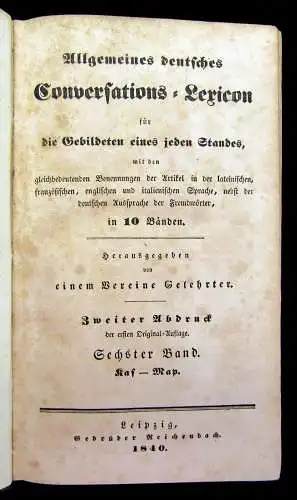 Allgemeines deutsches
Conversations-Lexicon
für
die Gebildeten eines jeden Standes,
mit den
gleichbedeutenden Benennungen der Artikel in der lateinischen,
französischen, englischen und italienischen Sprache, nebst der
deutschen Aussprache der Fremdwörter,
in 10 Bänden.
Herausgegeben
von
einem Vereine Gelehrter.
Zweiter Abdruck
der ersten Original-Auflage.
Sechster Band.
Kaf — Map.
Leipzig,
Gebrüder Reichenbach.
1840.